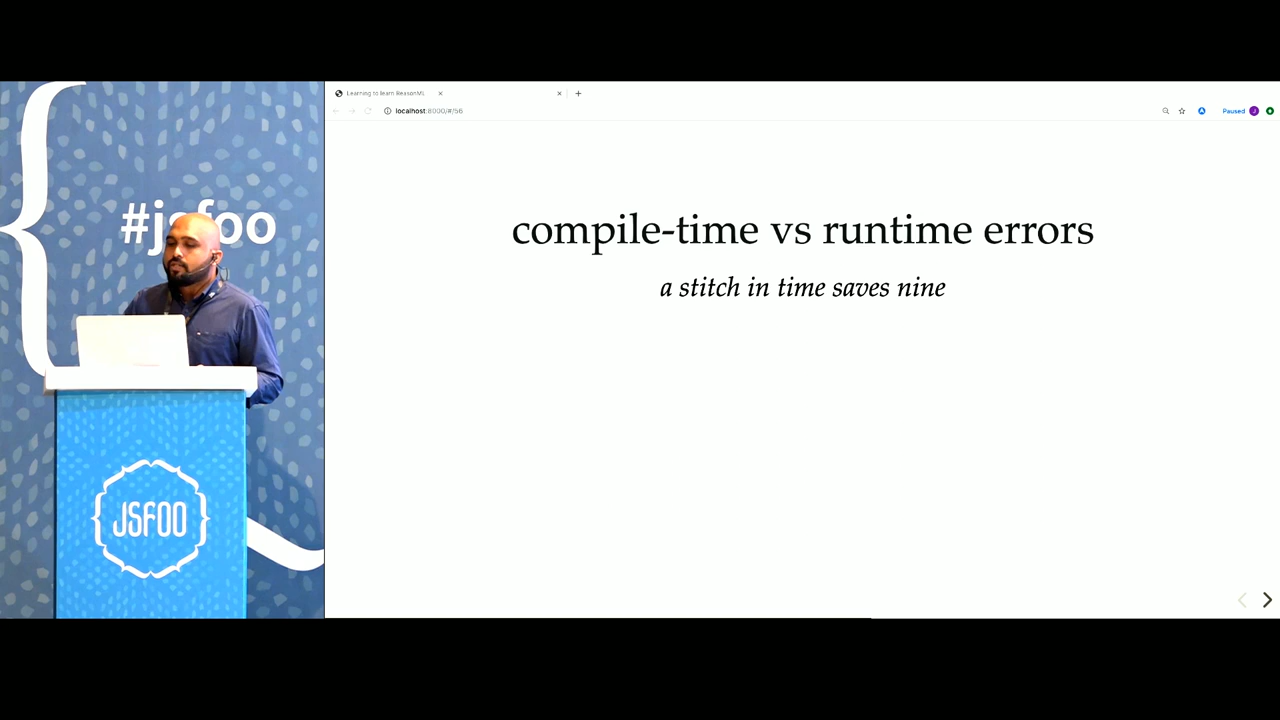 Learning to learn ReasonML
localhost:8000/#/56
Paused
J
#jsfoo
compile-time vs runtime errors
a stitch in time saves nine
JSFOO